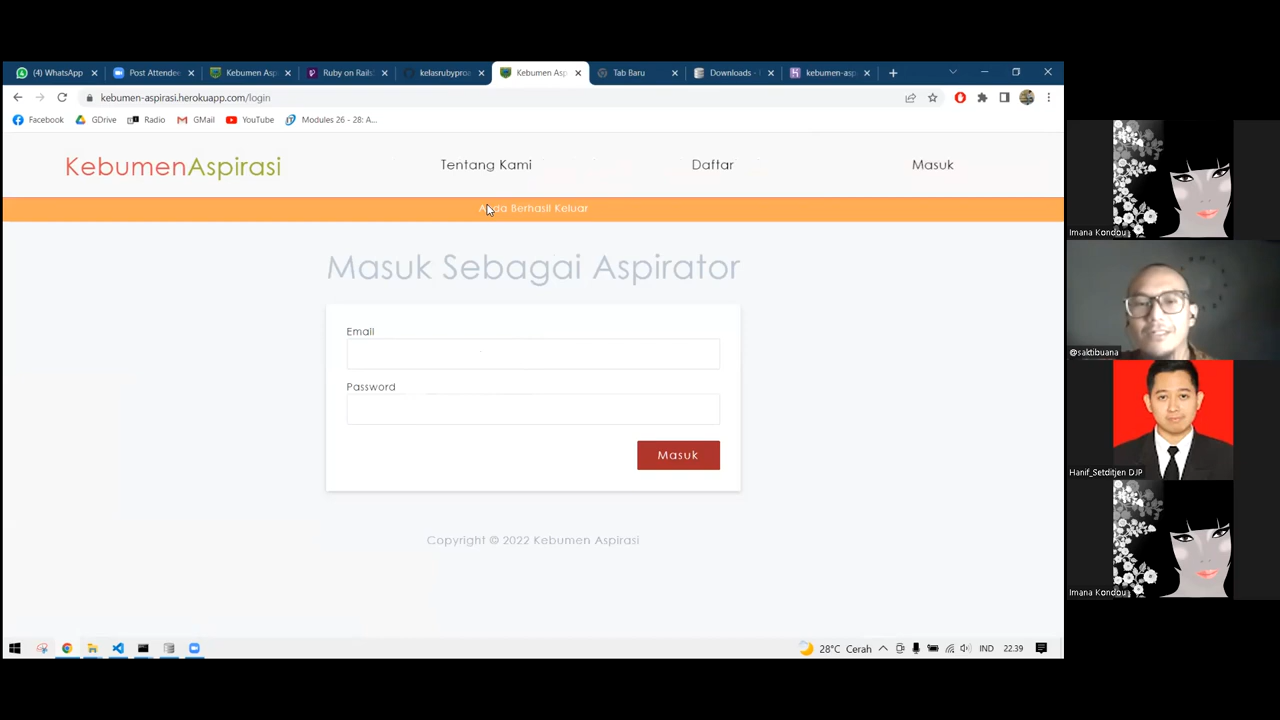 (4) WhatsApp
Post Attende
Kebumen Asp
Ruby on Rails
kelasrubyproa
Kebumen Asp
Tab Baru
Downloads -
kebumen-asp
kebumen-aspirasi.herokuapp.com/login
Facebook
GDrive
Radio
GMail
YouTube
Modules 26 - 28: A...
KebumenAspirasi
Tentang Kami
Daftar
Masuk
Anda Berhasil Keluar
Masuk Sebagai Aspirator
Email
Password
Masuk
Copyright © 2022 Kebumen Aspirasi
28°C Cerah
IND
22.39
Imana Kondou
@saktibuana
Hanif_Setditjen DJP
Imana Kondou